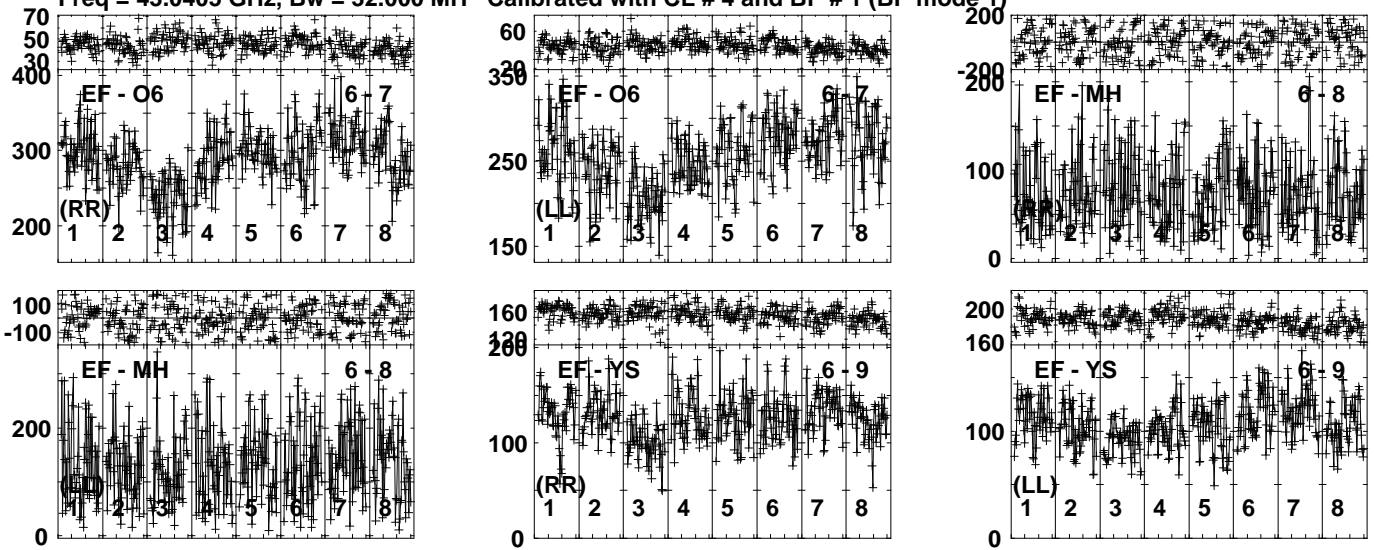 Freq = 43.0405 GHz, Bw = 32.000 MH Calibrated with CL # 4 and BP # 1 (BP mode 1)
70
50
30
400
300
200
EF - O6 6 - 7
(RR)
1 2 3 4 5 6 7 8
60
20
350
250
150
EF - O6 6 - 7
(LL)
1 2 3 4 5 6 7 8
200
-200
200
100
0
EF - MH 6 - 8
(RR)
1 2 3 4 5 6 7 8
100
-100
200
0
EF - MH 6 - 8
(LL)
1 2 3 4 5 6 7 8
160
120
200
100
0
EF - YS 6 - 9
(RR)
1 2 3 4 5 6 7 8
200
160
100
0
EF - YS 6 - 9
(LL)
1 2 3 4 5 6 7 8